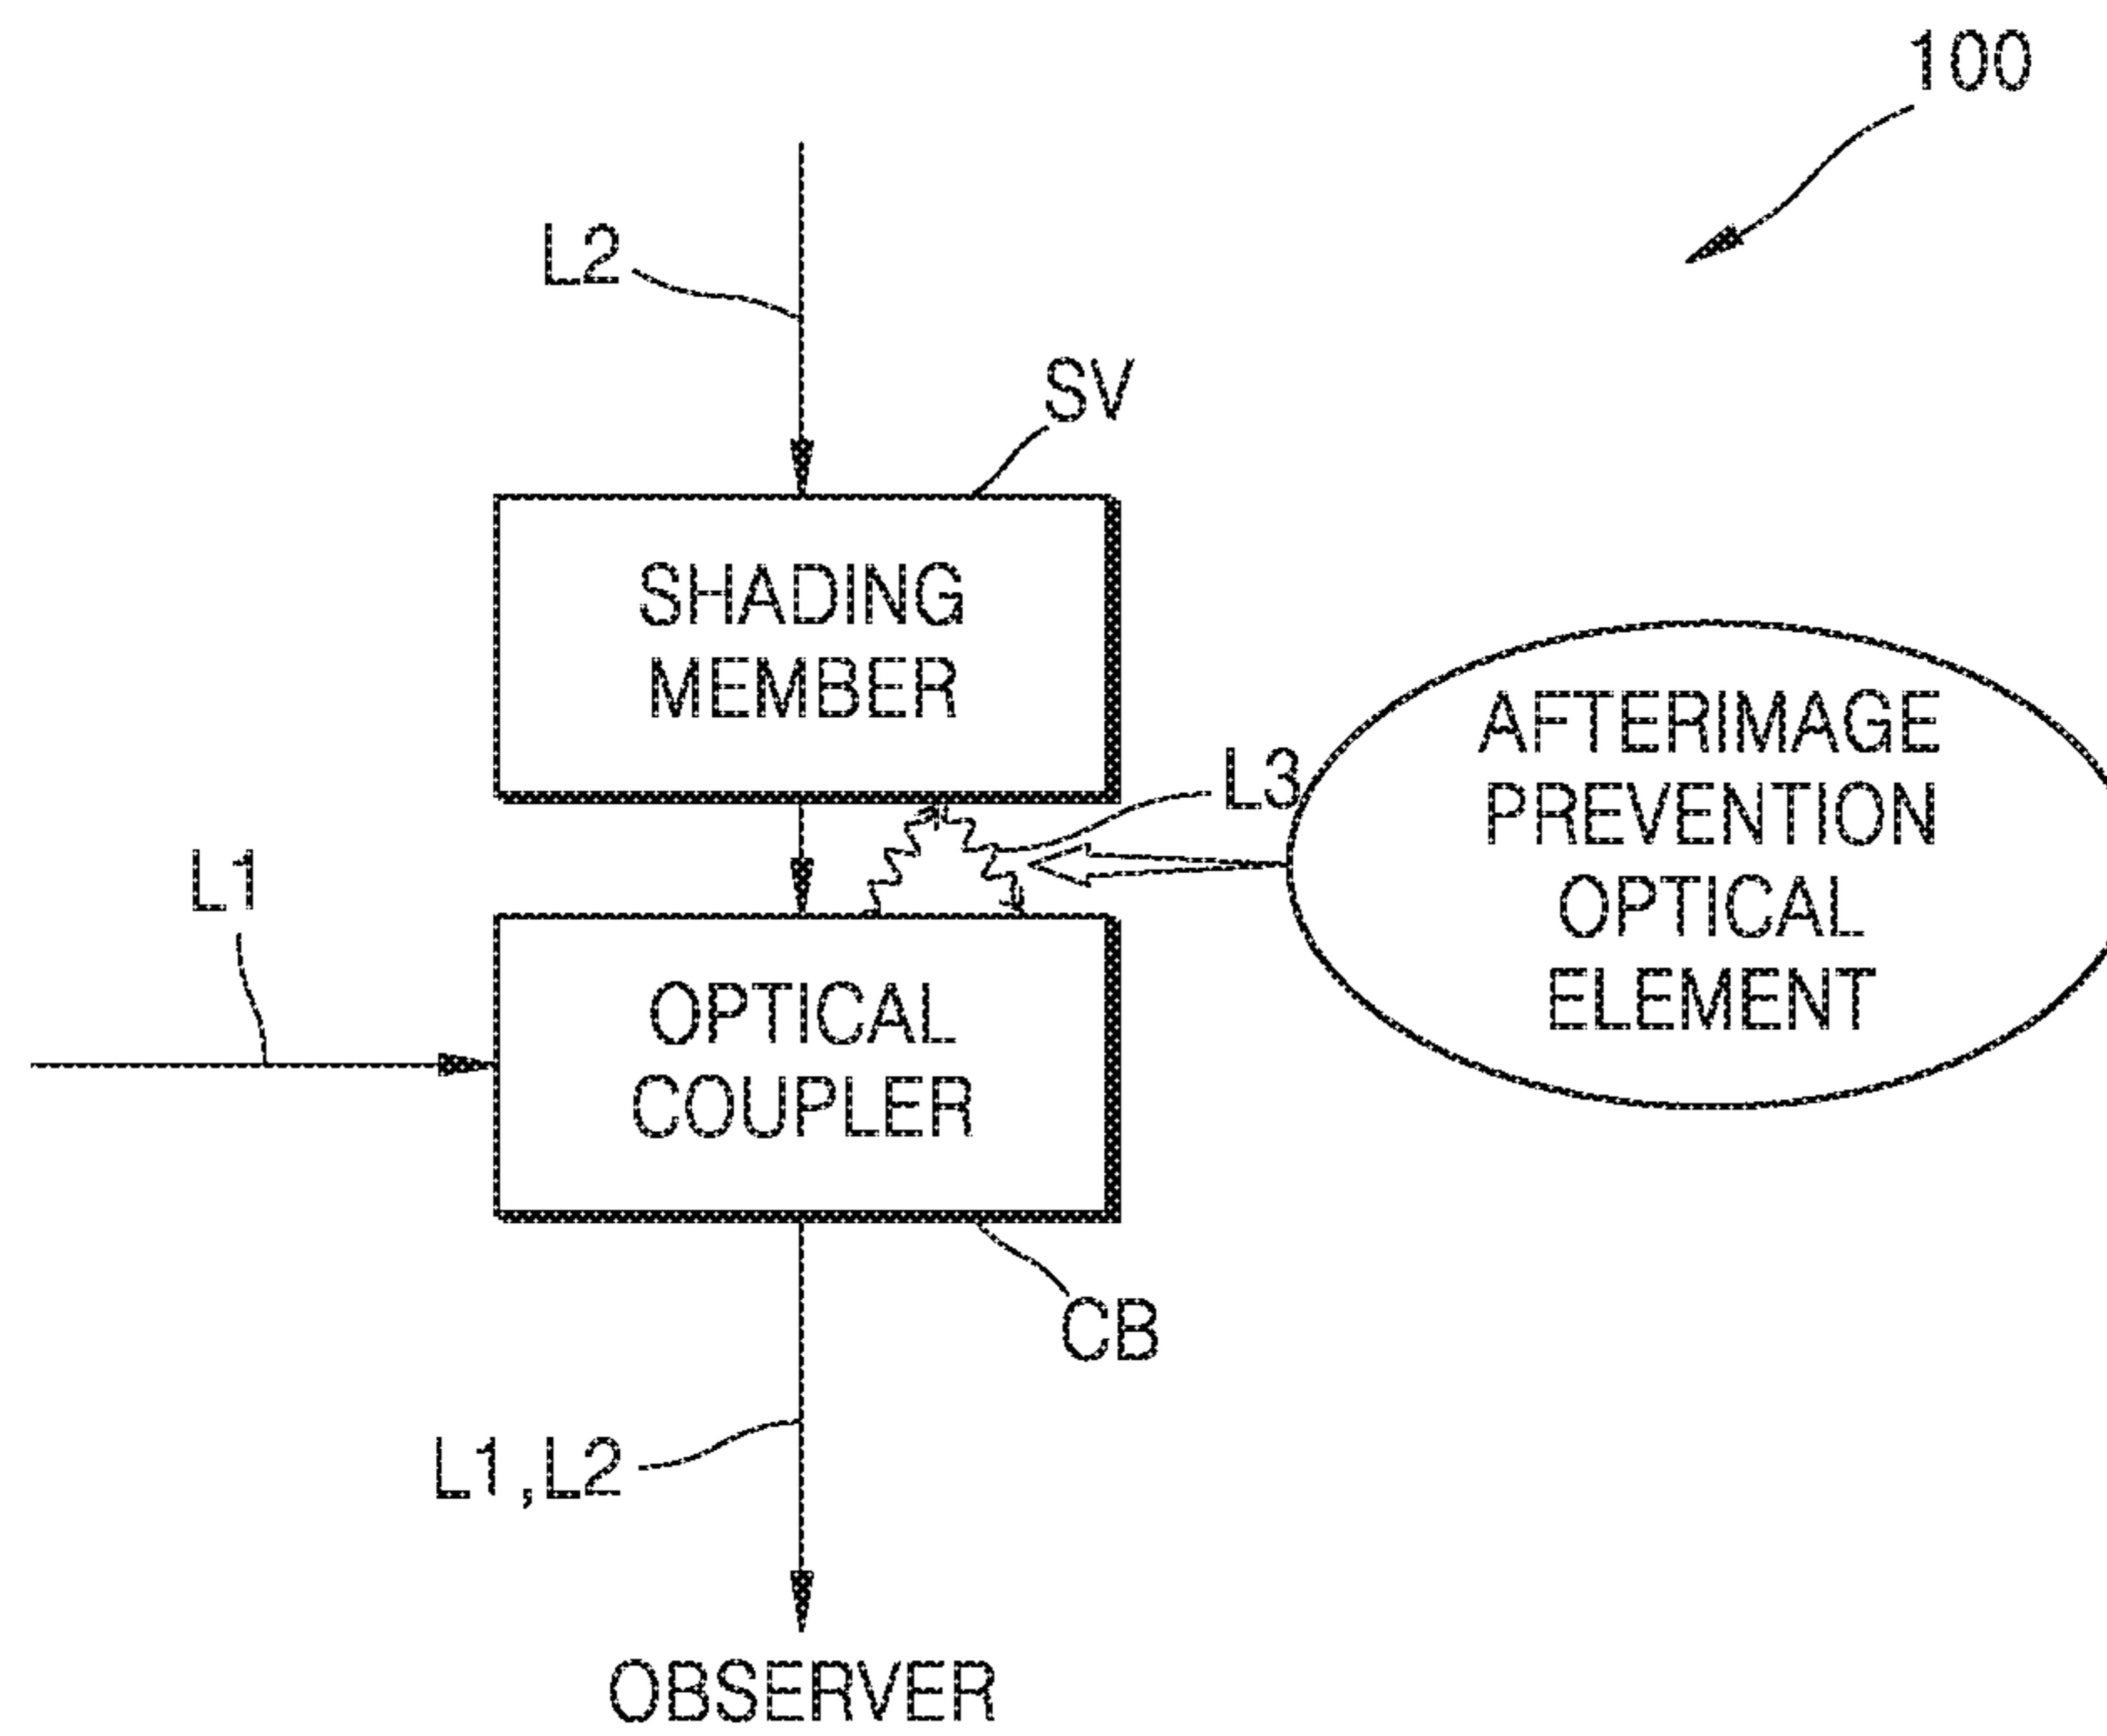 100
L2
SV
SHADING
MEMBER
L3
AFTERIMAGE
PREVENTION
OPTICAL
ELEMENT
L1
OPTICAL
COUPLER
CB
L1,L2
OBSERVER